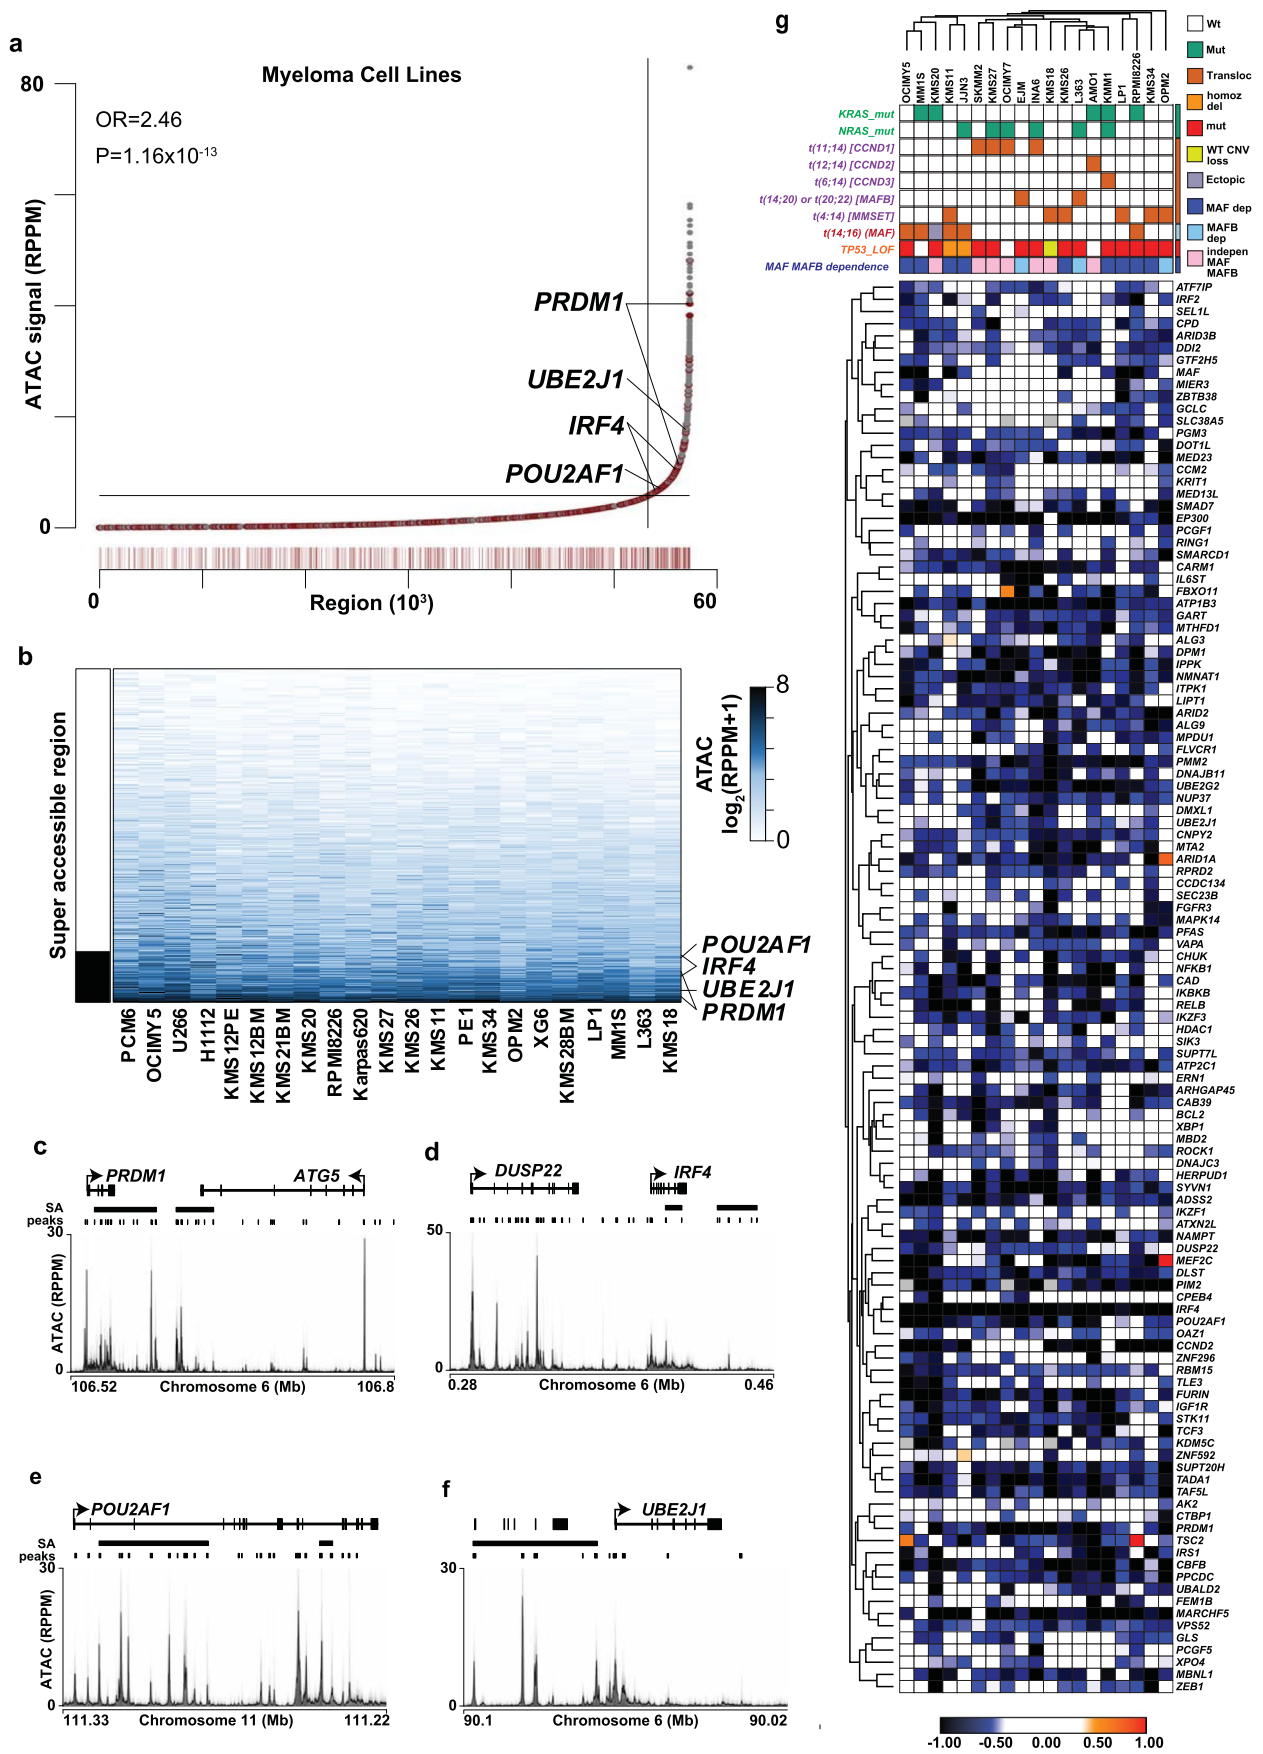 a
Myeloma Cell Lines
80
OR=2.46
P=1.16x10-13
ATAC signal (RPPM)
PRDM1
UBE2J1
IRF4
POU2AF1
0
0
Region (10³)
60
b
Super accessible region
8
ATAC
log2(RPPM+1)
0
POU2AF1
IRF4
UBE2J1
PRDM1
PCM6
OCIMY5
U266
H1112
KMS12PE
KMS12BM
KMS21BM
KMS20
RPMI8226
Karpas620
KMS27
KMS26
KMS11
PE1
KMS34
OPM2
XG6
KMS28BM
LP1
MM1S
L363
KMS18
c
PRDM1
ATG5
SA
peaks
30
ATAC (RPPM)
0
106.52
Chromosome 6 (Mb)
106.8
d
DUSP22
IRF4
50
0
0.28
Chromosome 6 (Mb)
0.46
e
POU2AF1
SA
peaks
30
ATAC (RPPM)
0
111.33
Chromosome 11 (Mb)
111.22
f
UBE2J1
30
0
90.1
Chromosome 6 (Mb)
90.02
g
OCIMY5
MM1S
KMS20
KMS11
JJN3
SKMM2
KMS27
OCIMY7
EJM
INA6
KMS18
KMS26
L363
AMO1
KMM1
LP1
RPMI8226
KMS34
OPM2
Wt
Mut
Transloc
homoz
del
mut
WT CNV
loss
Ectopic
MAF dep
MAFB
dep
indepen
MAF
MAFB
KRAS_mut
NRAS_mut
t(11;14) [CCND1]
t(12;14) [CCND2]
t(6;14) [CCND3]
t(14;20) or t(20;22) [MAFB]
t(4:14) [MMSET]
t(14;16) (MAF)
TP53_LOF
MAF MAFB dependence
ATF7IP
IRF2
SEL1L
CPD
ARID3B
DDI2
GTF2H5
MAF
MIER3
ZBTB38
GCLC
SLC38A5
PGM3
DOT1L
MED23
CCM2
KRIT1
MED13L
SMAD7
EP300
PCGF1
RING1
SMARCD1
CARM1
IL6ST
FBXO11
ATP1B3
GART
MTHFD1
ALG3
DPM1
IPPK
NMNAT1
ITPK1
LIPT1
ARID2
ALG9
MPDU1
FLVCR1
PMM2
DNAJB11
UBE2G2
NUP37
DMXL1
UBE2J1
CNPY2
MTA2
ARID1A
RPRD2
CCDC134
SEC23B
FGFR3
MAPK14
PFAS
VAPA
CHUK
NFKB1
CAD
IKBKB
RELB
IKZF3
HDAC1
SIK3
SUPT7L
ATP2C1
ERN1
ARHGAP45
CAB39
BCL2
XBP1
MBD2
ROCK1
DNAJC3
HERPUD1
SYVN1
ADSS2
IKZF1
ATXN2L
NAMPT
DUSP22
MEF2C
DLST
PIM2
CPEB4
IRF4
POU2AF1
OAZ1
CCND2
ZNF296
RBM15
TLE3
FURIN
IGF1R
STK11
TCF3
KDM5C
ZNF592
SUPT20H
TADA1
TAF5L
AK2
CTBP1
PRDM1
TSC2
IRS1
CBFB
PPCDC
UBALD2
FEM1B
MARCHF5
VPS52
GLS
PCGF5
XPO4
MBNL1
ZEB1
-1.00 -0.50 0.00 0.50 1.00